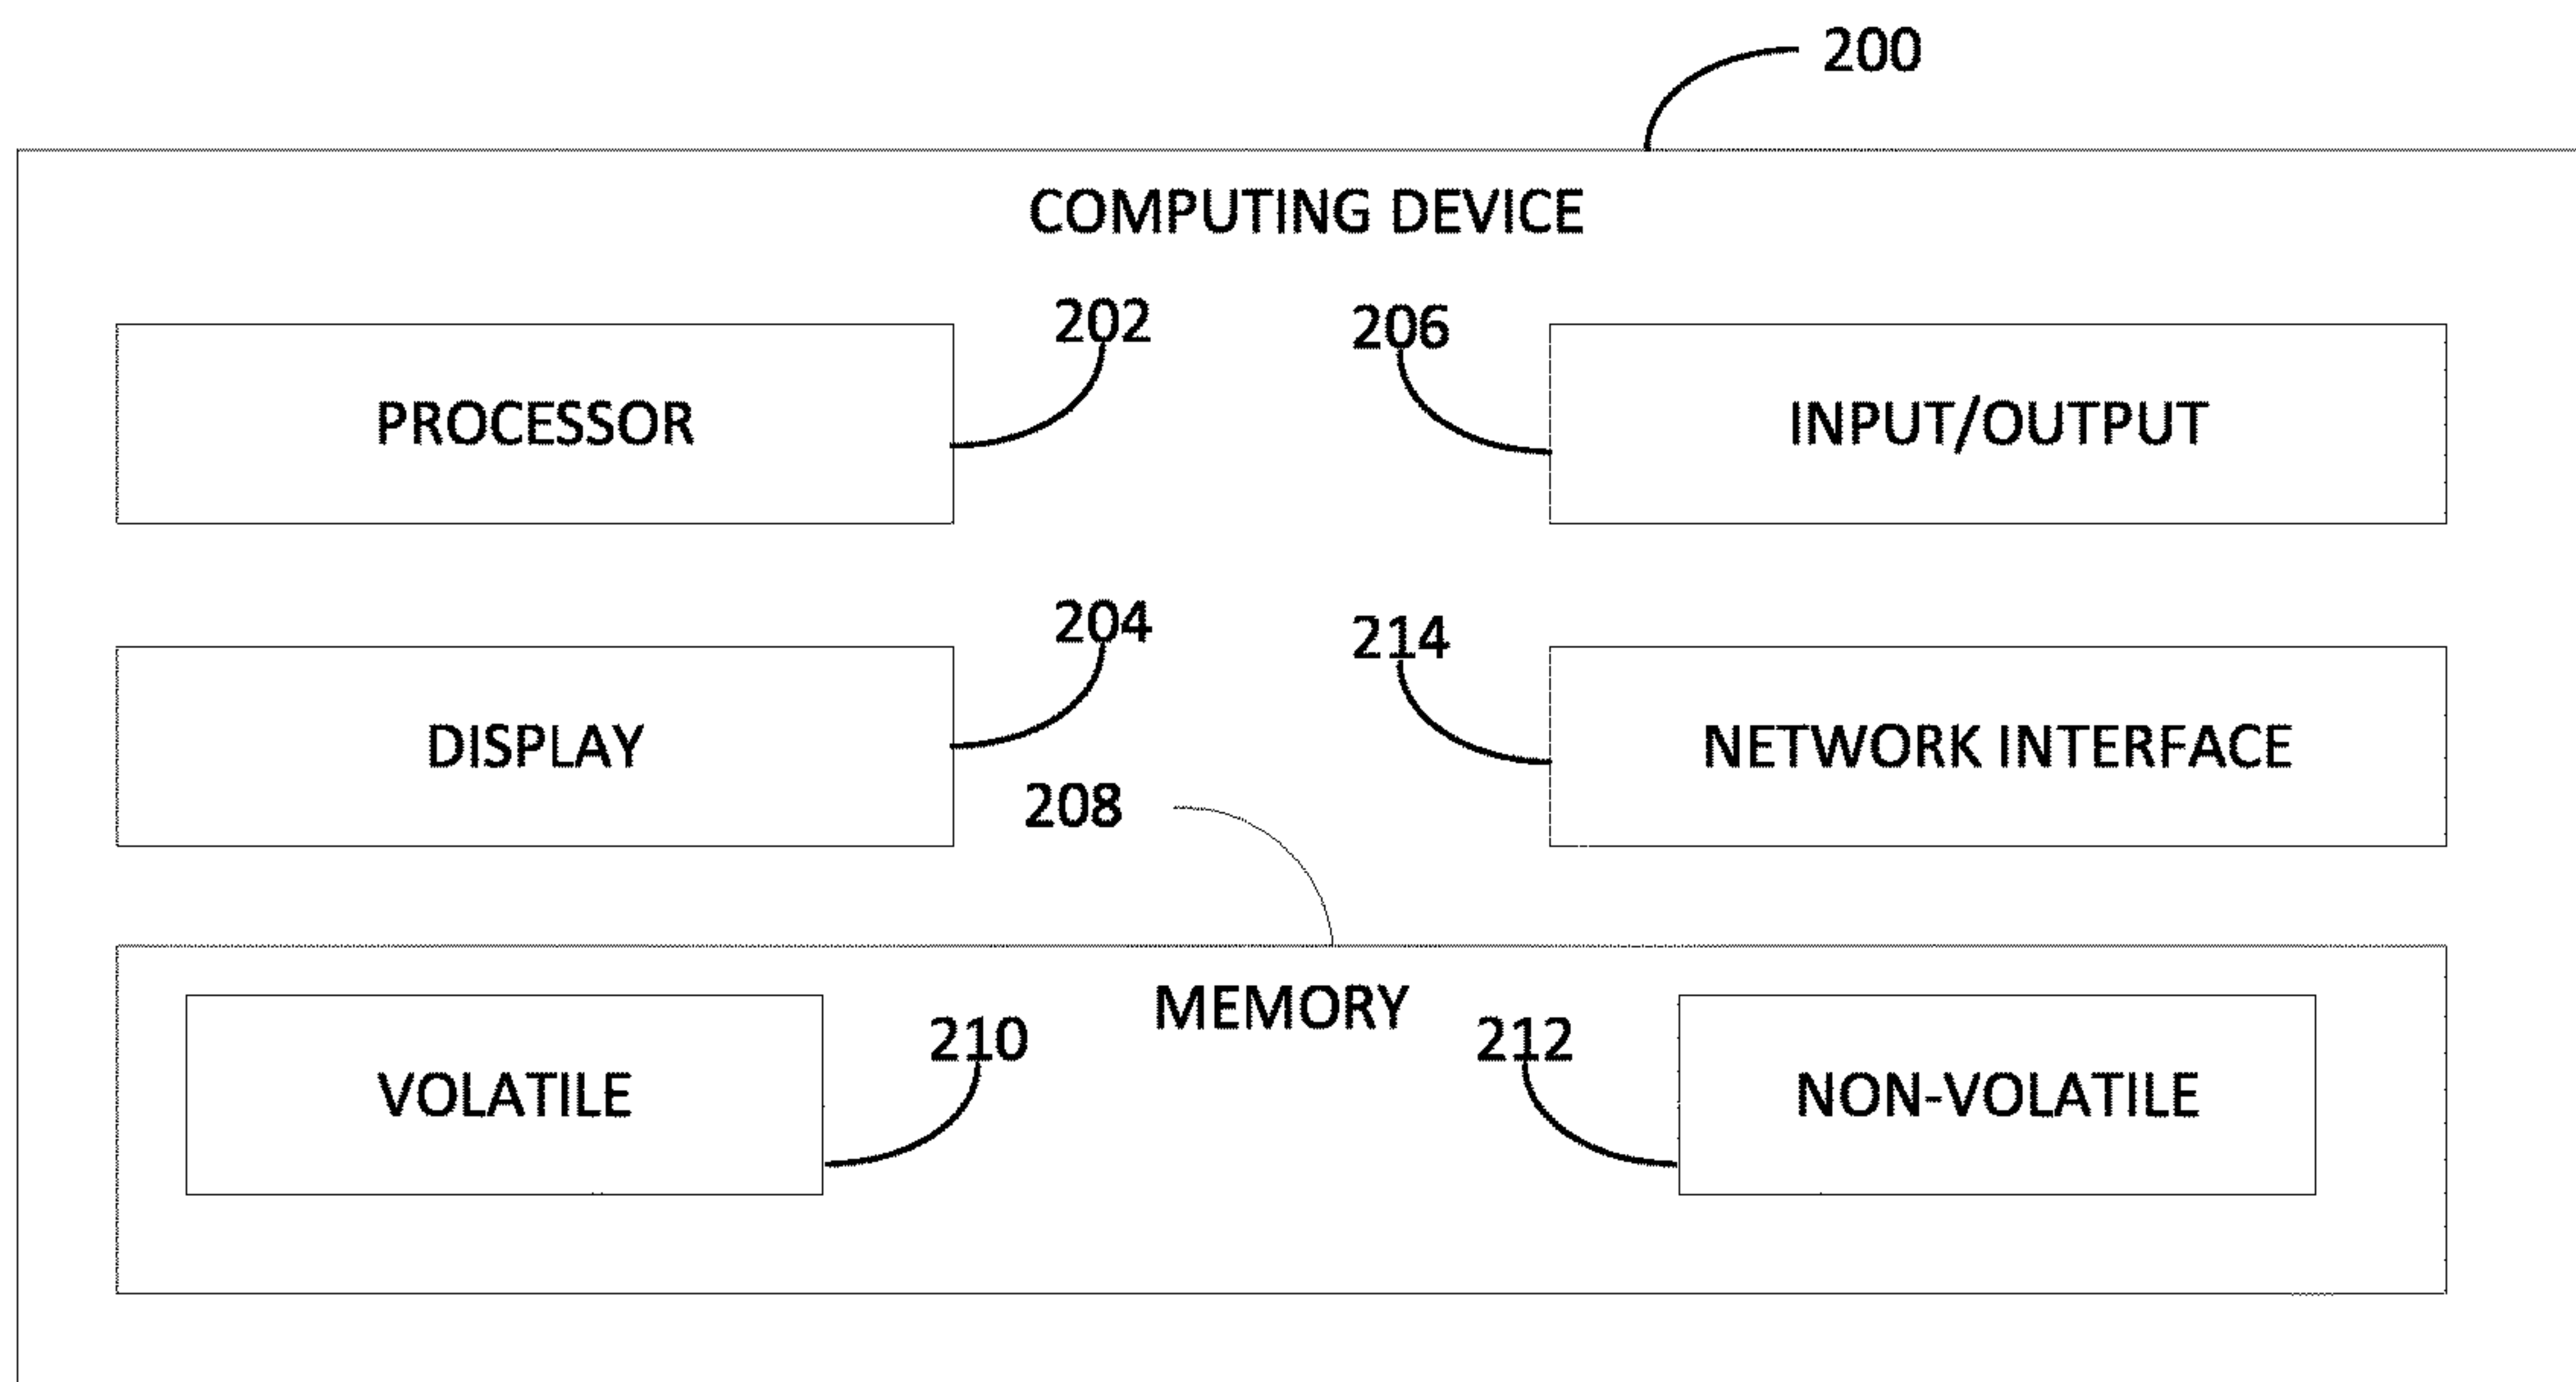 200
COMPUTING DEVICE
202
206
PROCESSOR
INPUT/OUTPUT
204
214
DISPLAY
NETWORK INTERFACE
208
MEMORY
210
212
VOLATILE
NON-VOLATILE